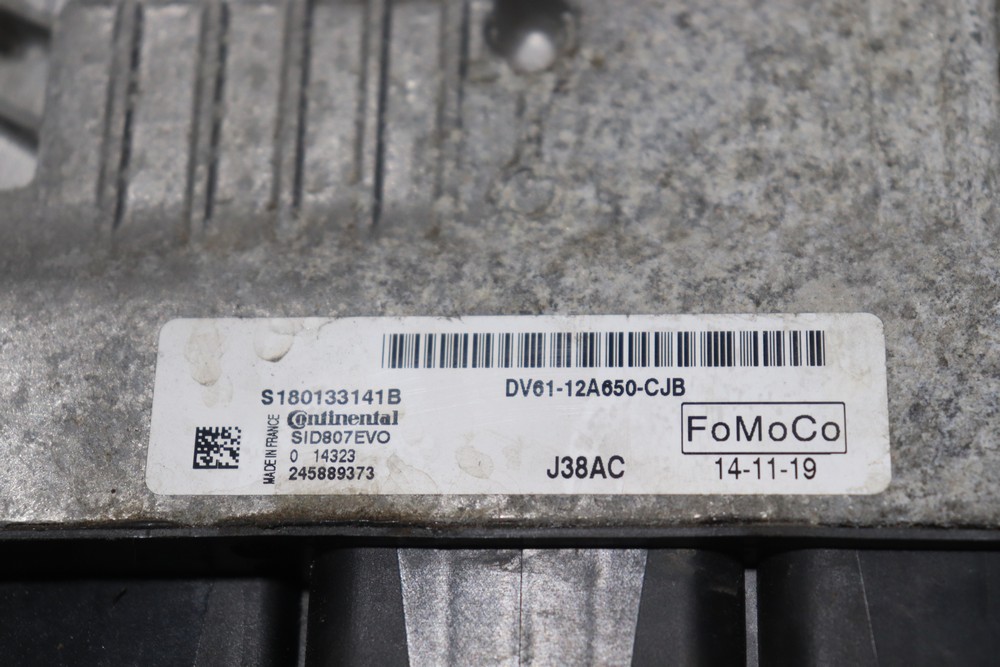 DV61-12A650-CJB
S180133141B
Continental
SID807EVO
0 14323
245889373
MADE IN FRANCE
J38AC
FoMoCo
14-11-19